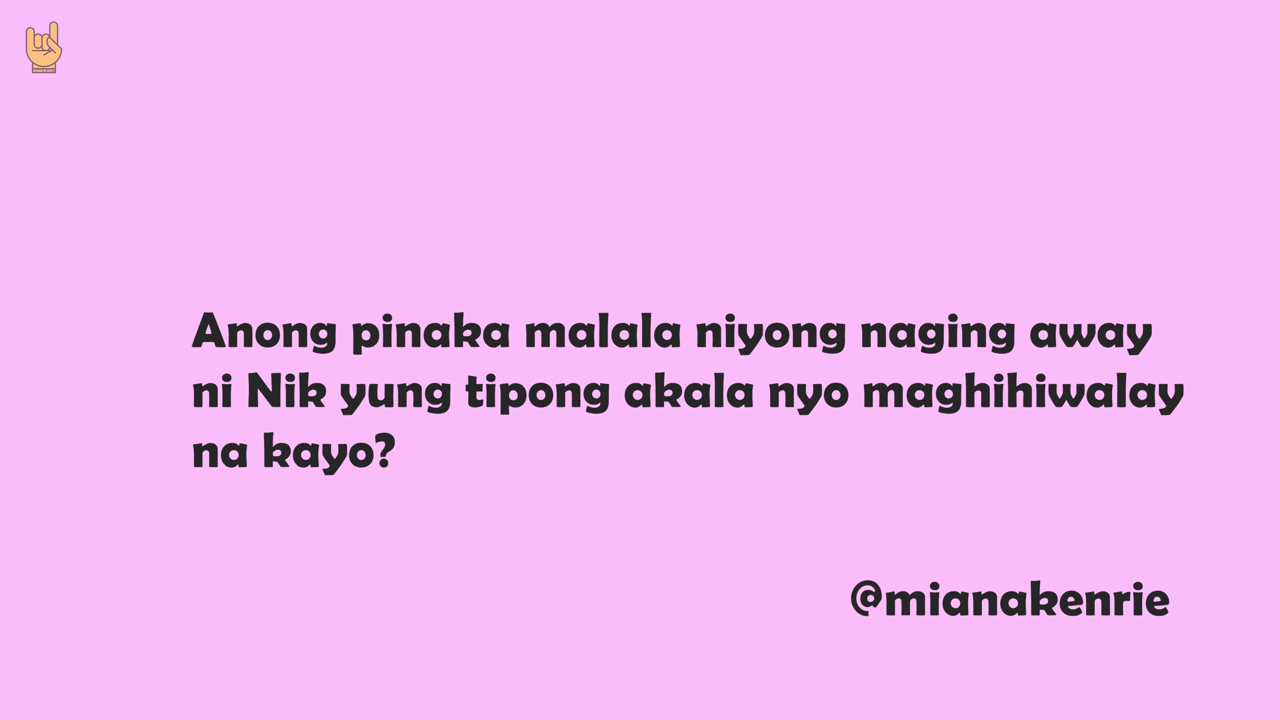 Anong pinaka malala niyong naging away
ni Nik yung tipong akala nyo maghihiwalay
na kayo?
@mianakenrie